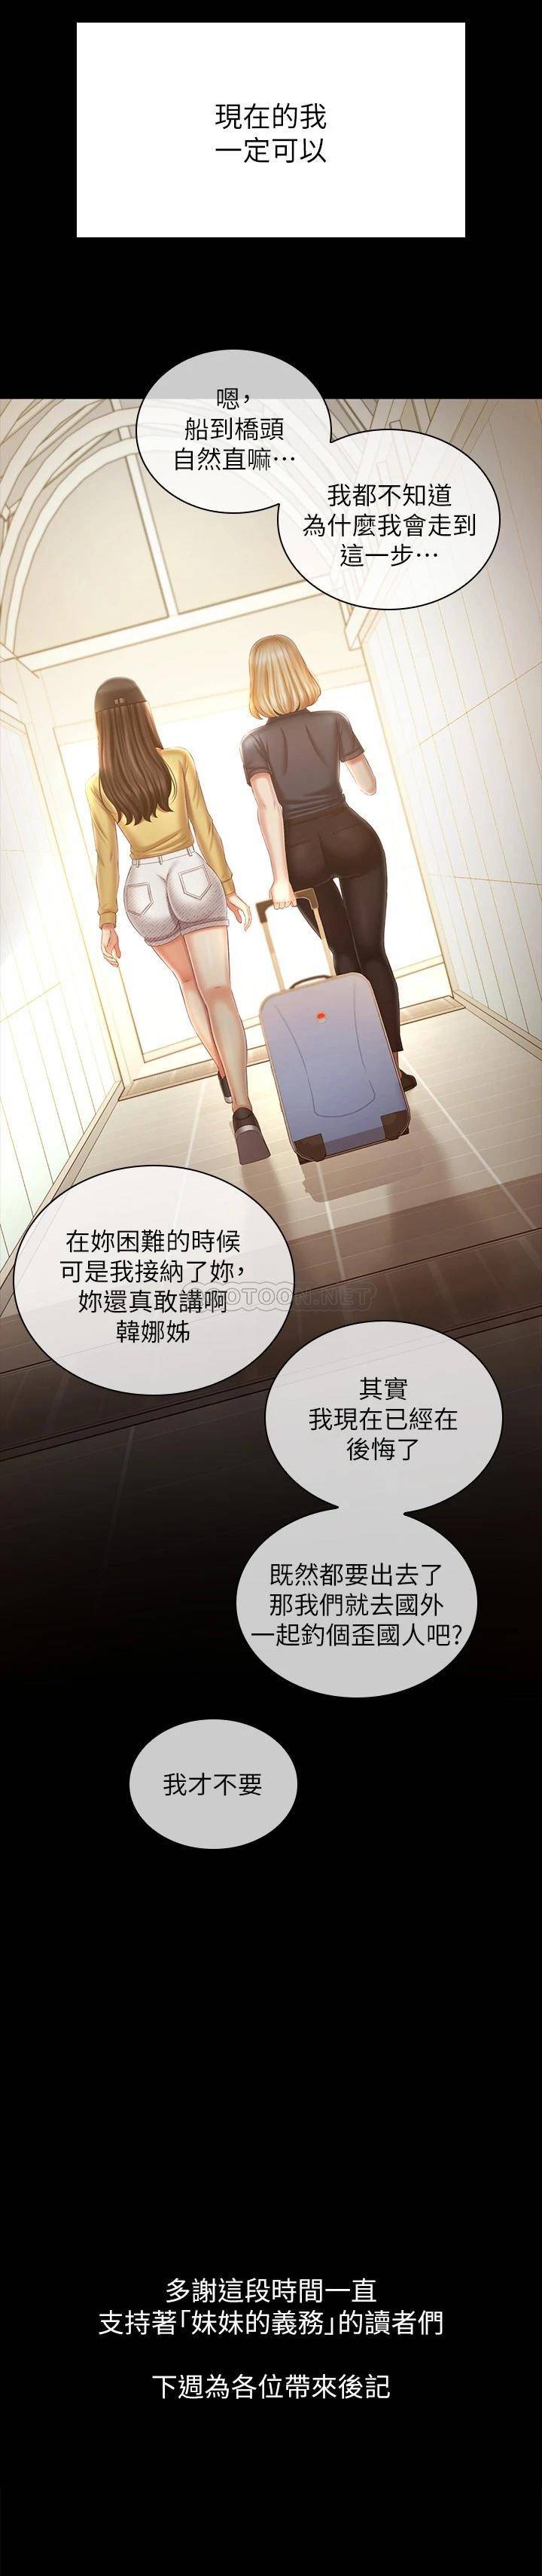 現在的我
一定可以
嗯,
船到橋頭
自然直嘛…
我都不知道
為什麼我會走到
這一步…
在妳困難的時候
可是我接納了妳,
妳還真敢講啊
韓娜姊
其實
我現在已經在
後悔了
既然都要出去了
那我們就去國外
一起釣個歪國人吧?
我才不要
多謝這段時間一直
支持著「妹妹的義務」的讀者們
下週為各位帶來後記